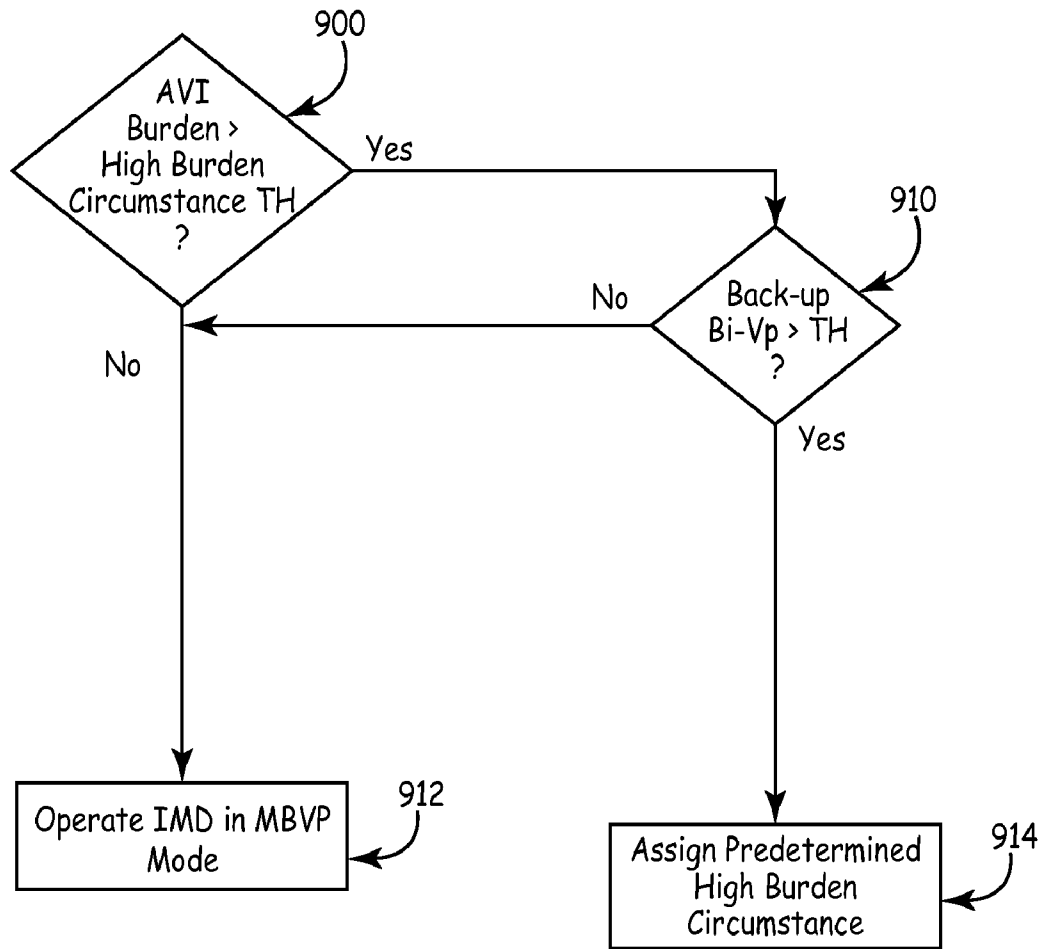 900
AVI
Burden >
High Burden
Circumstance TH
?
Yes
910
No
Back-up
Bi-Vp > TH
?
No
Yes
Operate IMD in MBVP
Mode
912
Assign Predetermined
High Burden
Circumstance
914